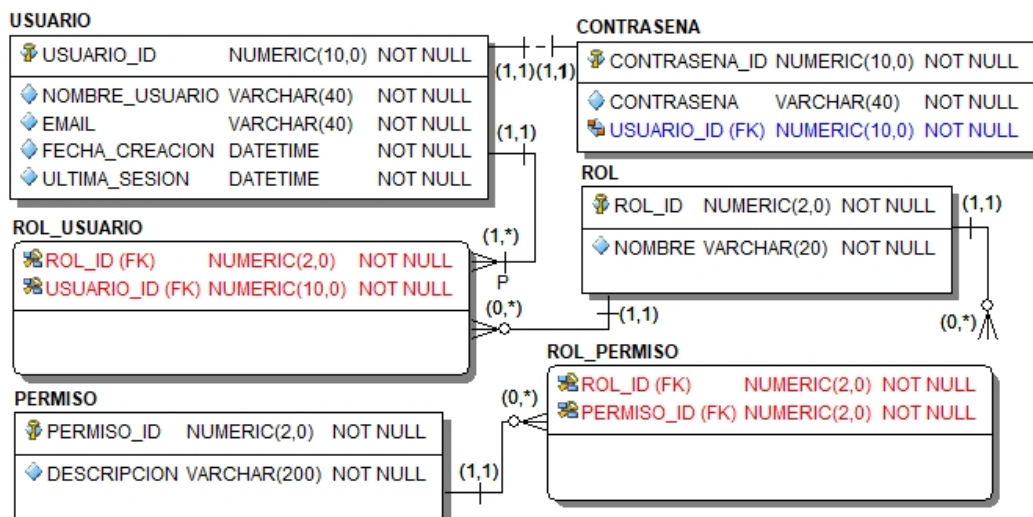 USUARIO
USUARIO_ID NUMERIC(10,0) NOT NULL
NOMBRE_USUARIO VARCHAR(40) NOT NULL
EMAIL VARCHAR(40) NOT NULL
FECHA_CREACION DATETIME NOT NULL
ULTIMA_SESION DATETIME NOT NULL
(1,1)
(1,1)
CONTRASENA
CONTRASENA_ID NUMERIC(10,0) NOT NULL
CONTRASENA VARCHAR(40) NOT NULL
USUARIO_ID (FK) NUMERIC(10,0) NOT NULL
(1,1)
ROL
ROL_ID NUMERIC(2,0) NOT NULL
NOMBRE VARCHAR(20) NOT NULL
(1,1)
ROL_USUARIO
ROL_ID (FK) NUMERIC(2,0) NOT NULL
USUARIO_ID (FK) NUMERIC(10,0) NOT NULL
(1,*)
P
(0,*)
(1,1)
(0,*)
ROL_PERMISO
ROL_ID (FK) NUMERIC(2,0) NOT NULL
PERMISO_ID (FK) NUMERIC(2,0) NOT NULL
(0,*)
PERMISO
PERMISO_ID NUMERIC(2,0) NOT NULL
DESCRIPCION VARCHAR(200) NOT NULL
(1,1)